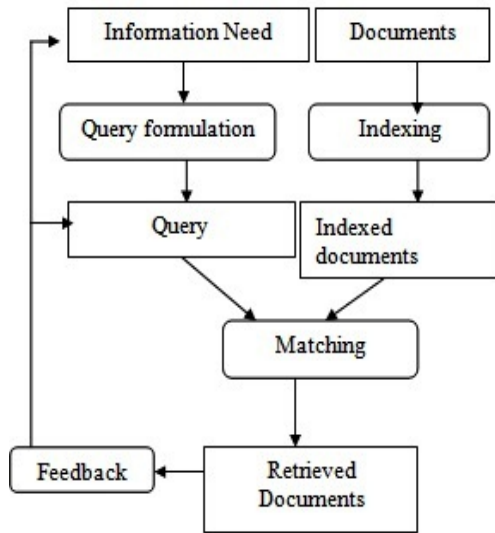 Information Need
Documents
Query formulation
Indexing
Query
Indexed
documents
Matching
Feedback
Retrieved
Documents